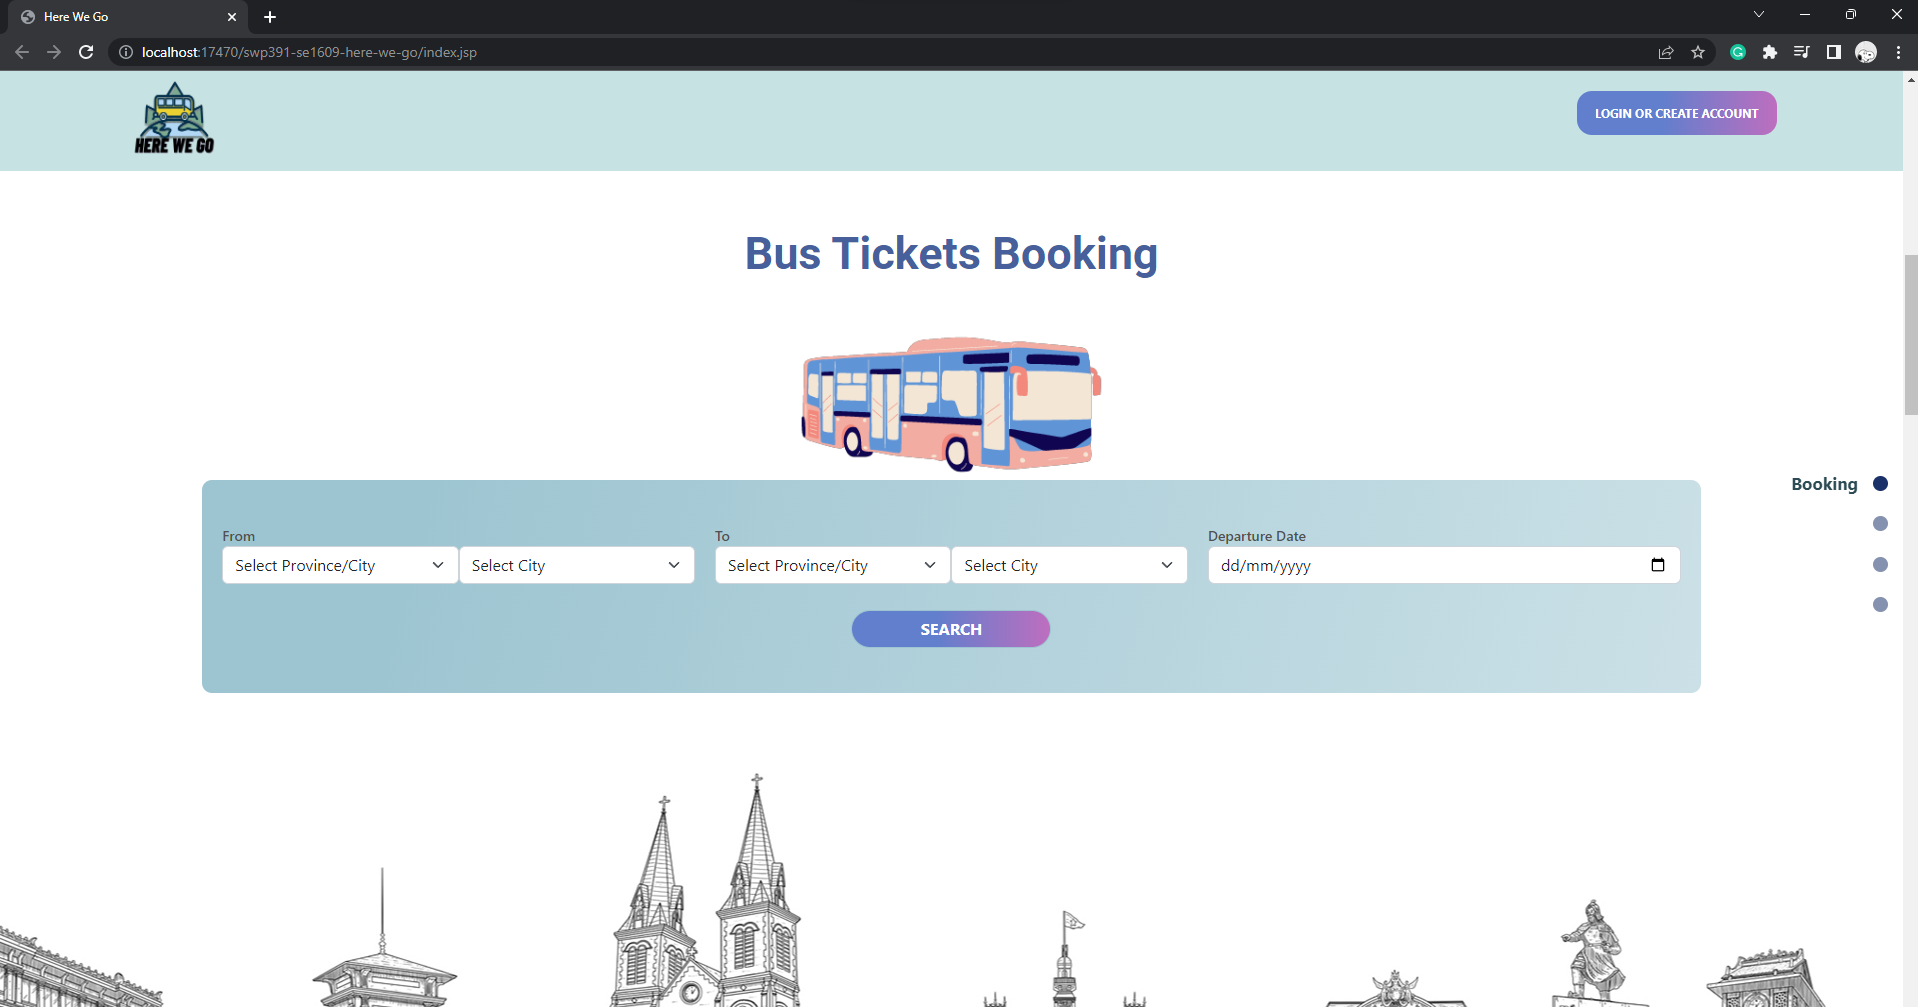 Here We Go
localhost:17470/swp391-se1609-here-we-go/index.jsp
HERE WE GO
LOGIN OR CREATE ACCOUNT
Bus Tickets Booking
Booking
From
To
Departure Date
Select Province/City
Select City
Select Province/City
Select City
dd/mm/yyyy
SEARCH